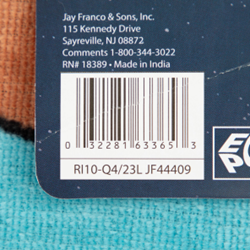 Jay Franco & Sons, Inc.
115 Kennedy Drive
Sayreville, NJ 08872
Comments 1-800-344-3022
RN# 18389 • Made in India
0 32281 63365 3
RI10-Q4/23L JF44409